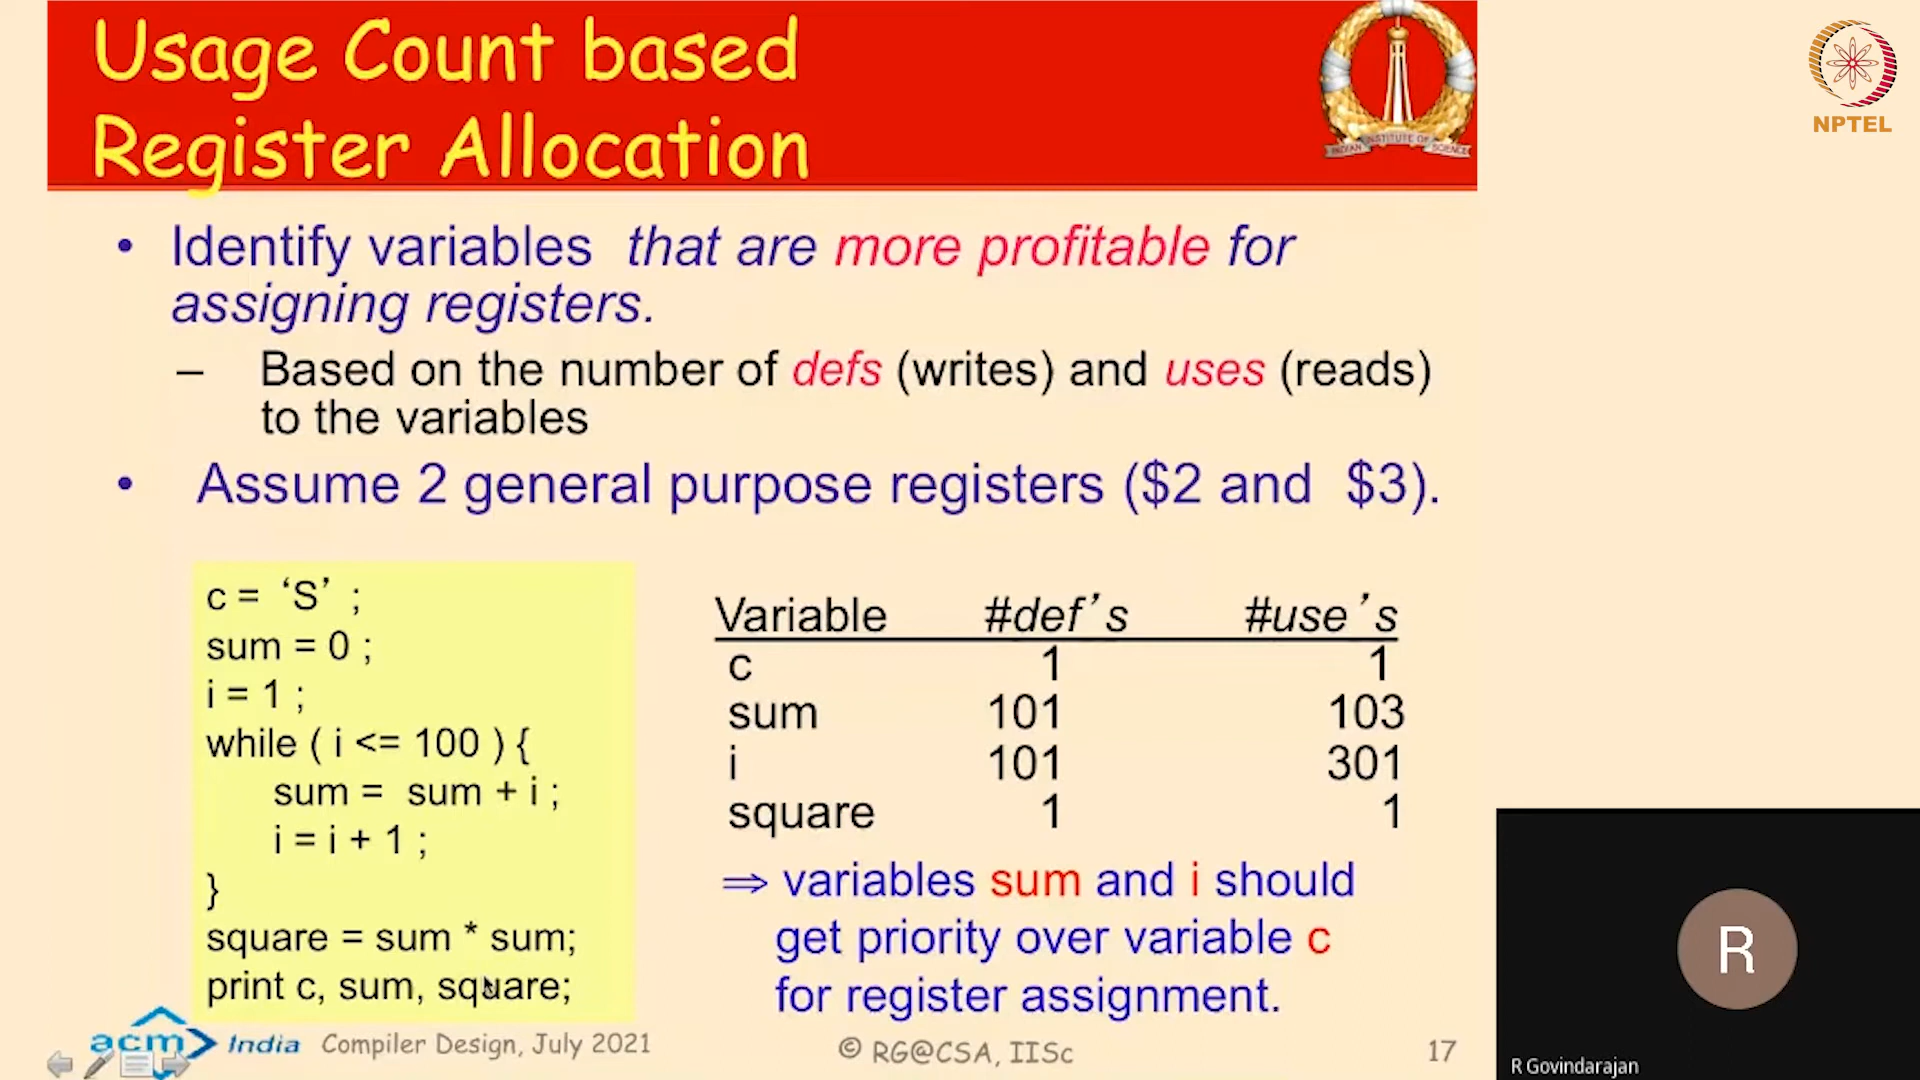 Usage Count based
Register Allocation
INDIAN INSTITUTE OF SCIENCE
NPTEL
• Identify variables that are more profitable for
assigning registers.
– Based on the number of defs (writes) and uses (reads)
to the variables
• Assume 2 general purpose registers ($2 and $3).
c = ‘S’ ;
sum = 0 ;
i = 1 ;
while ( i <= 100 ) {
sum = sum + i ;
i = i + 1 ;
}
square = sum * sum;
print c, sum, square;
Variable #def’s #use’s
c 1 1
sum 101 103
i 101 301
square 1 1
⇒ variables sum and i should
get priority over variable c
for register assignment.
acm India Compiler Design, July 2021
© RG@CSA, IISc
17
R
R Govindarajan